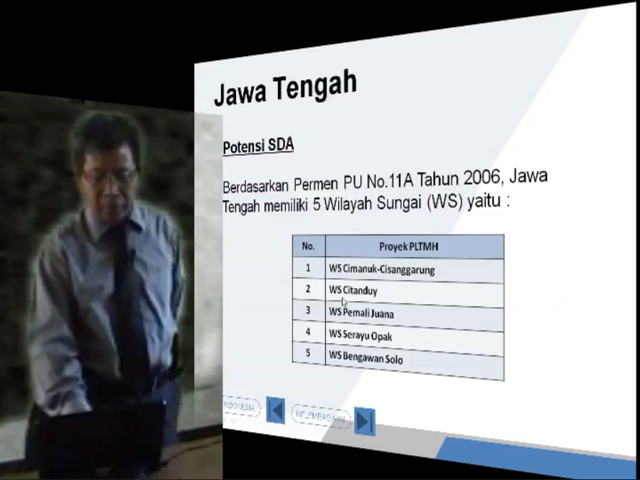 Jawa Tengah
Potensi SDA
Berdasarkan Permen PU No.11A Tahun 2006, Jawa
Tengah memiliki 5 Wilayah Sungai (WS) yaitu :
No. Proyek PLTMH
1 WS Cimanuk-Cisanggarung
2 WS Citanduy
3 WS Pemali Juana
4 WS Serayu Opak
5 WS Bengawan Solo
KELEMBAGAAN